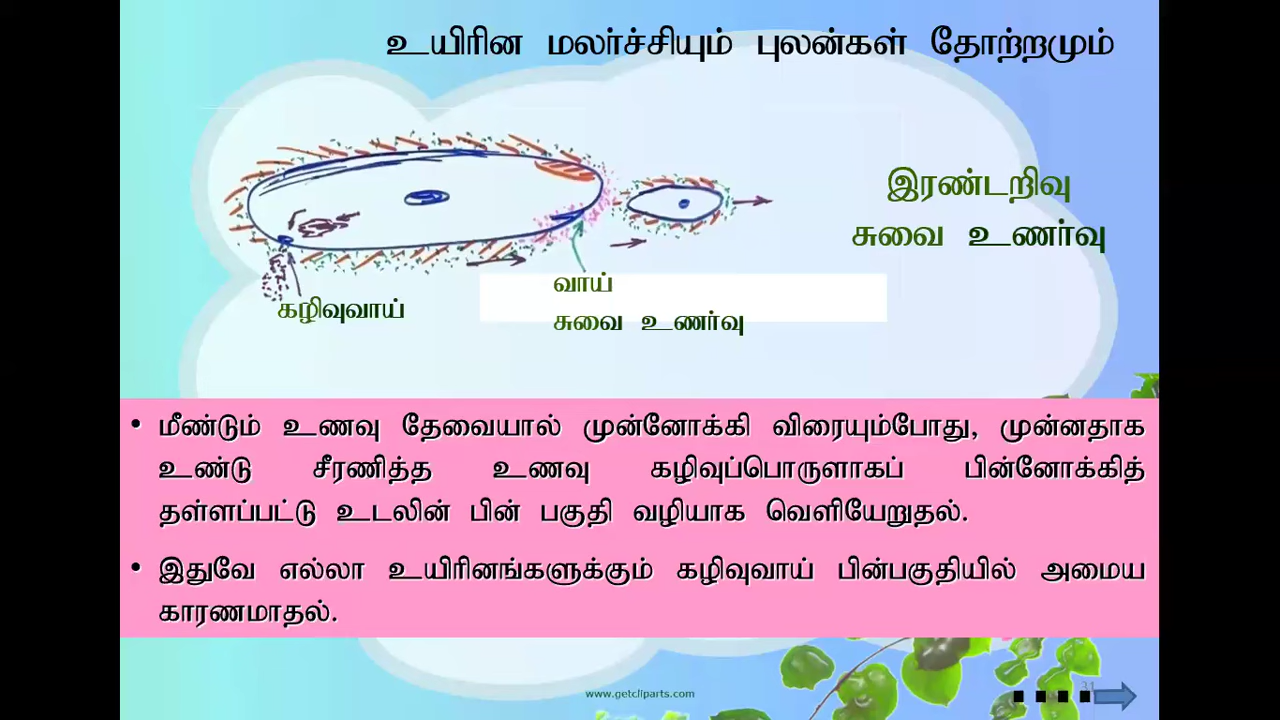 உயிரின மலர்ச்சியும் புலன்கள் தோற்றமும்
இரண்டறிவு
சுவை உணர்வு
வாய்
கழிவுவாய்
சுவை உணர்வு
• மீண்டும் உணவு தேவையால் முன்னோக்கி விரையும்போது, முன்னதாக
உண்டு சீரணித்த உணவு கழிவுப்பொருளாகப் பின்னோக்கித்
தள்ளப்பட்டு உடலின் பின் பகுதி வழியாக வெளியேறுதல்.
• இதுவே எல்லா உயிரினங்களுக்கும் கழிவுவாய் பின்பகுதியில் அமைய
காரணமாதல்.
www.getcliparts.com
31